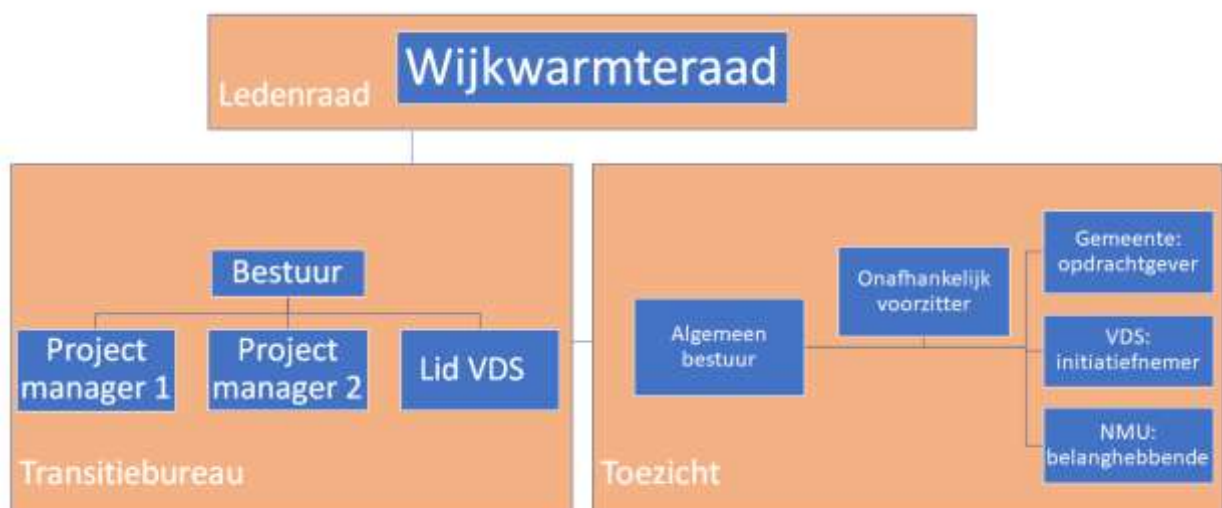 Wijkwarmteraad
Ledenraad
Bestuur
Project
manager 1
Project
manager 2
Lid VDS
Transitiebureau
Algemeen
bestuur
Onafhankelijk
voorzitter
Gemeente:
opdrachtgever
VDS:
initiatiefnemer
NMU:
belanghebbende
Toezicht